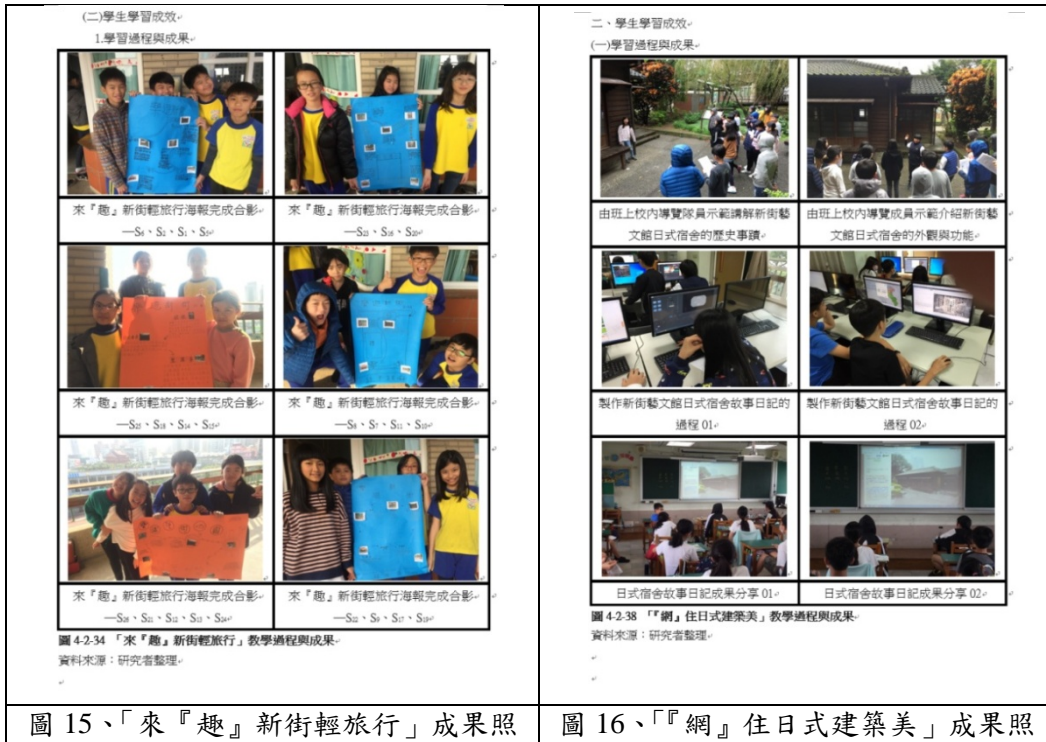 (二)學生學習成效
1.學習過程與成果
來『趣』新街輕旅行海報完成合影
來『趣』新街輕旅行海報完成合影
來『趣』新街輕旅行海報完成合影
來『趣』新街輕旅行海報完成合影
來『趣』新街輕旅行海報完成合影
來『趣』新街輕旅行海報完成合影
圖 4-2-34 「來『趣』新街輕旅行」教學過程與成果
資料來源：研究者整理
圖 15、「來『趣』新街輕旅行」成果照
二、學生學習成效
(一)學習過程與成果
由班上校內導覽隊員示範講解新街藝
文館日式宿舍的歷史事蹟
由班上校內導覽成員示範介紹新街藝
文館日式宿舍的外觀與功能
製作新街藝文館日式宿舍故事日記的
過程 01
製作新街藝文館日式宿舍故事日記的
過程 02
日式宿舍故事日記成果分享 01
日式宿舍故事日記成果分享 02
圖 4-2-38 「『網』住日式建築美」教學過程與成果
資料來源：研究者整理
圖 16、「『網』住日式建築美」成果照